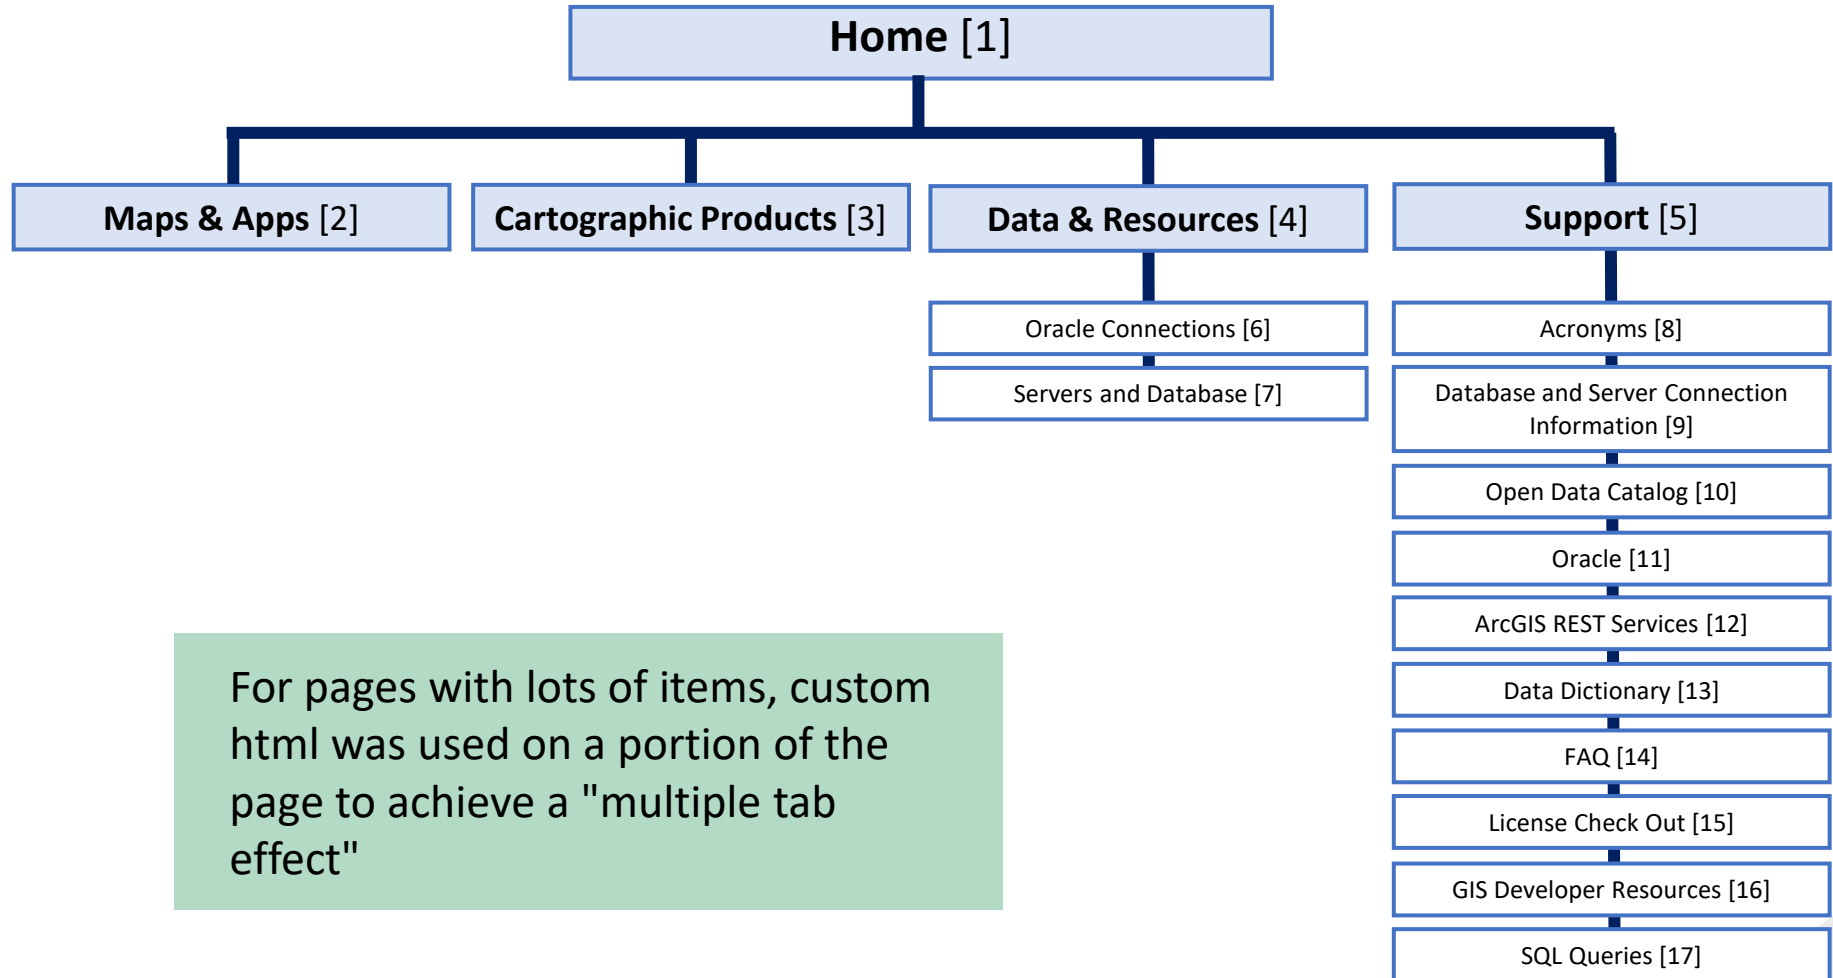 Home [1]
Maps & Apps [2]
Cartographic Products [3]
Data & Resources [4]
Support [5]
Oracle Connections [6]
Servers and Database [7]
Acronyms [8]
Database and Server Connection
Information [9]
Open Data Catalog [10]
Oracle [11]
ArcGIS REST Services [12]
Data Dictionary [13]
FAQ [14]
License Check Out [15]
GIS Developer Resources [16]
SQL Queries [17]
For pages with lots of items, custom
html was used on a portion of the
page to achieve a "multiple tab
effect"